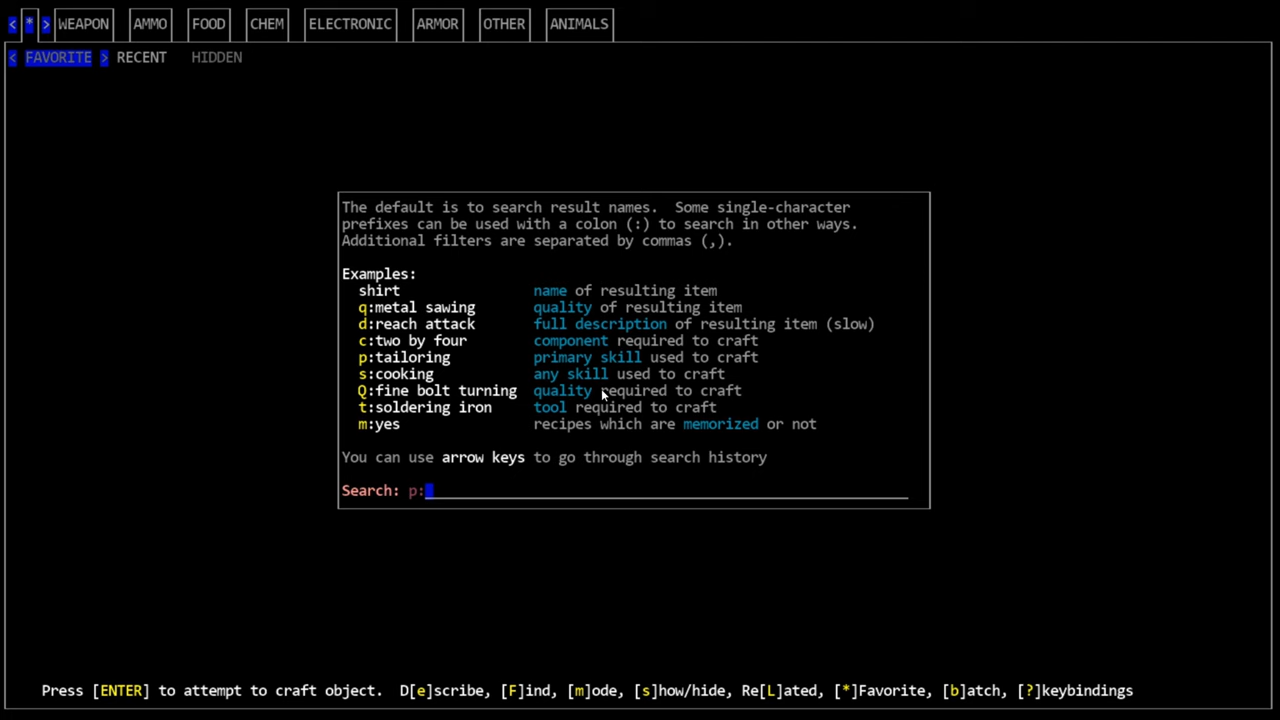 < * > WEAPON AMMO FOOD CHEM ELECTRONIC ARMOR OTHER ANIMALS
< FAVORITE > RECENT HIDDEN
The default is to search result names. Some single-character
prefixes can be used with a colon (:) to search in other ways.
Additional filters are separated by commas (,).
Examples:
shirt name of resulting item
q:metal sawing quality of resulting item
d:reach attack full description of resulting item (slow)
c:two by four component required to craft
p:tailoring primary skill used to craft
s:cooking any skill used to craft
Q:fine bolt turning quality required to craft
t:soldering iron tool required to craft
m:yes recipes which are memorized or not
You can use arrow keys to go through search history
Search: p:
Press [ENTER] to attempt to craft object. D[e]scribe, [F]ind, [m]ode, [s]how/hide, Re[L]ated, [*]Favorite, [b]atch, [?]keybindings